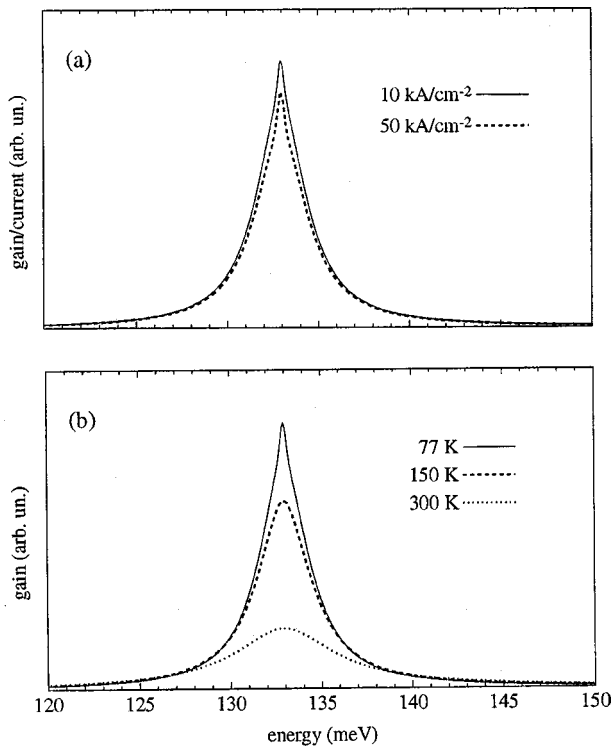 (a)
10 kA/cm-2
50 kA/cm-2
gain/current (arb. un.)
(b)
77 K
150 K
300 K
gain (arb. un.)
120 125 130 135 140 145 150
energy (meV)